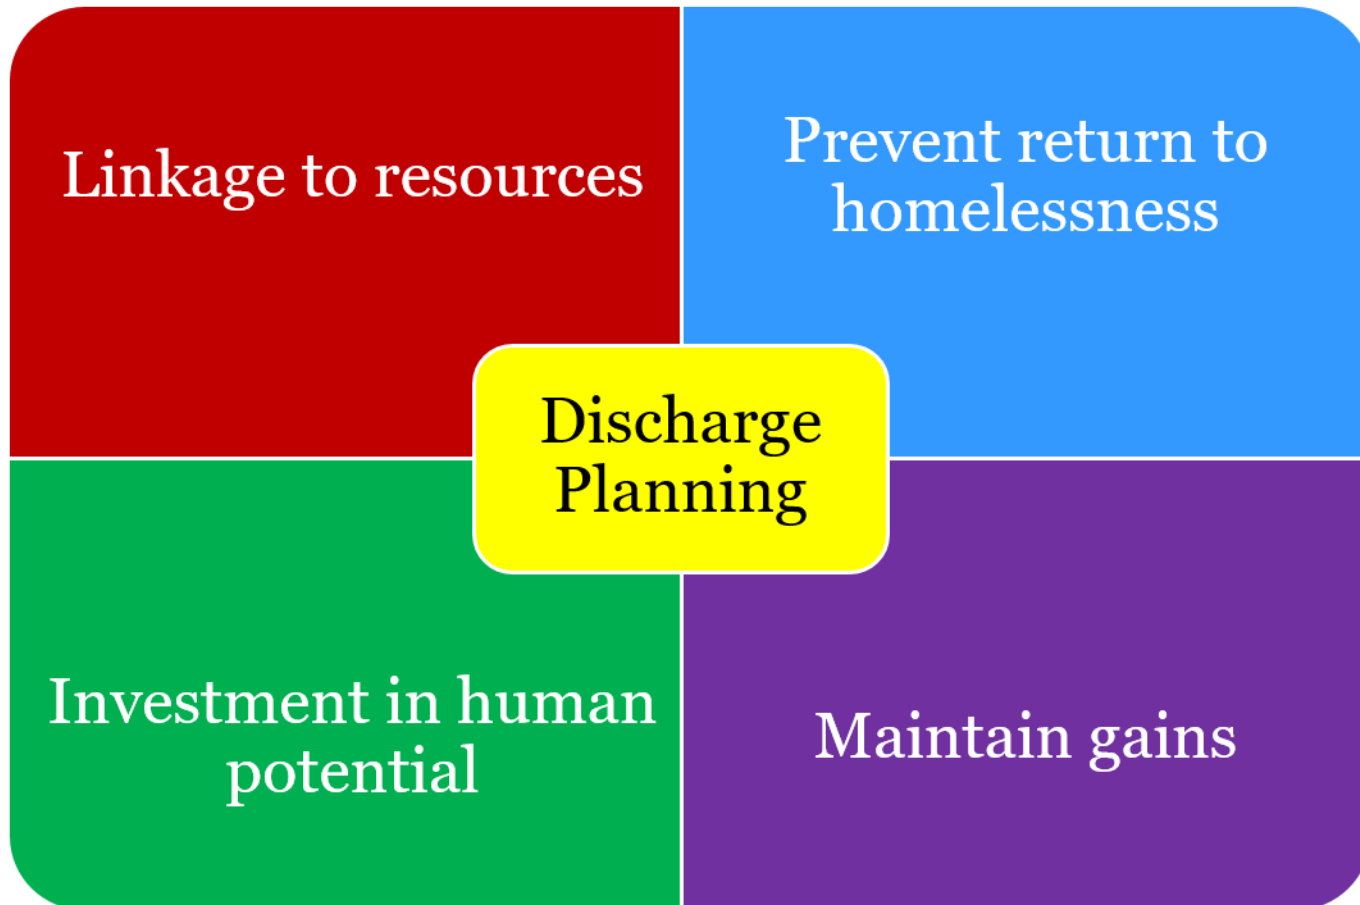 Linkage to resources
Prevent return to
homelessness
Discharge
Planning
Investment in human
potential
Maintain gains